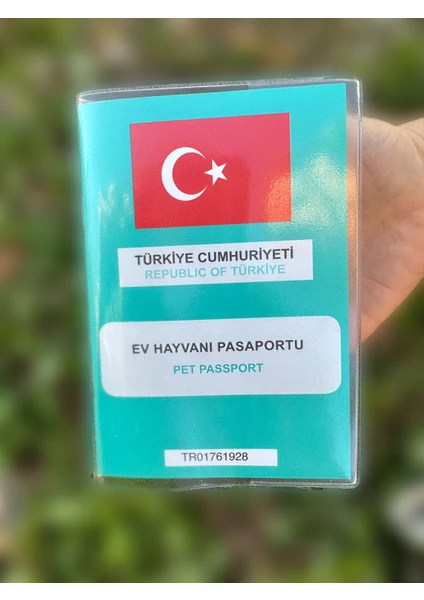 TÜRKİYE CUMHURİYETİ
REPUBLIC OF TÜRKİYE
EV HAYVANI PASAPORTU
PET PASSPORT
TR01761928